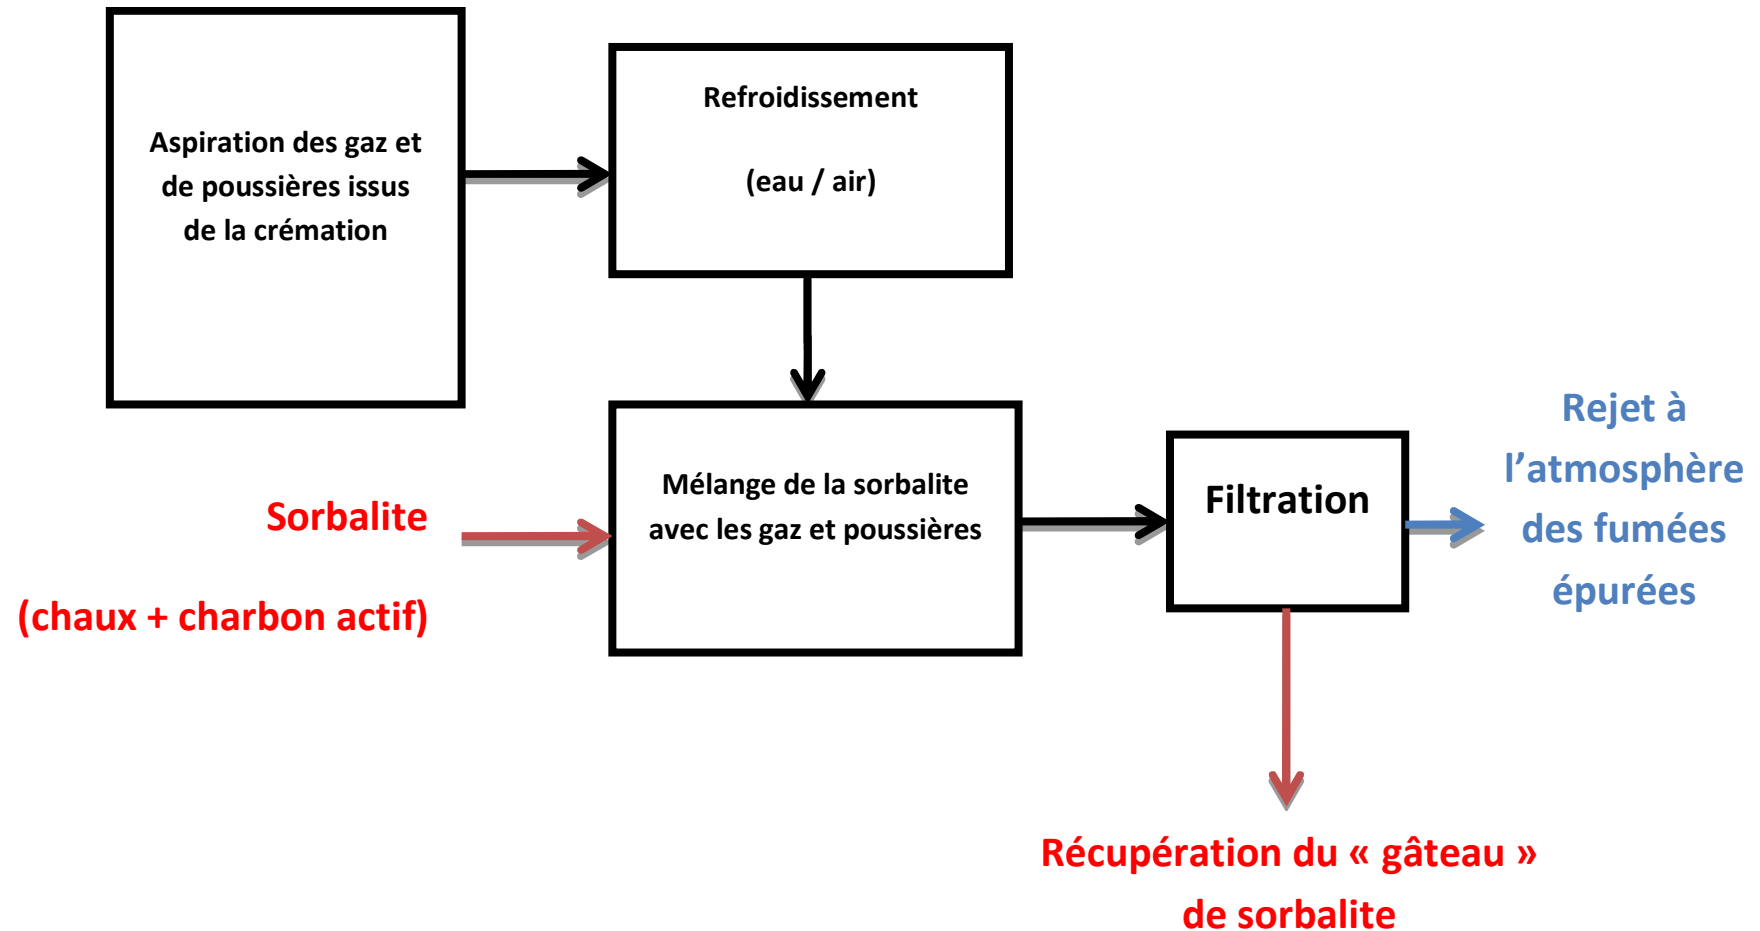 Aspiration des gaz et
de poussières issus
de la crémation
Refroidissement
(eau / air)
Sorbalite
(chaux + charbon actif)
Mélange de la sorbalite
avec les gaz et poussières
Filtration
Rejet à
l’atmosphère
des fumées
épurées
Récupération du « gâteau »
de sorbalite